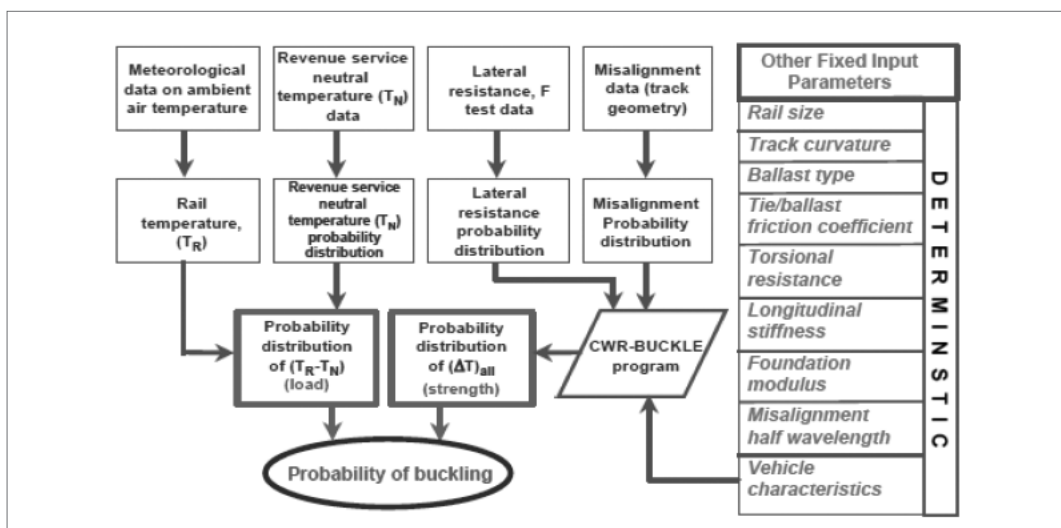 Meteorological
data on ambient
air temperature
Revenue service
neutral
temperature (TN)
data
Lateral
resistance, F
test data
Misalignment
data (track
geometry)
Other Fixed Input
Parameters
Rail size
Track curvature
Ballast type
Tie/ballast
friction coefficient
Torsional
resistance
Longitudinal
stiffness
Foundation
modulus
Misalignment
half wavelength
Vehicle
characteristics
DETERMINSTIC
Rail
temperature,
(TR)
Revenue service
neutral
temperature (TN)
probability
distribution
Lateral
resistance
probability
distribution
Misalignment
Probability
distribution
Probability
distribution
of (TR-TN)
(load)
Probability
distribution
of (ΔT)all
(strength)
CWR-BUCKLE
program
Probability of buckling